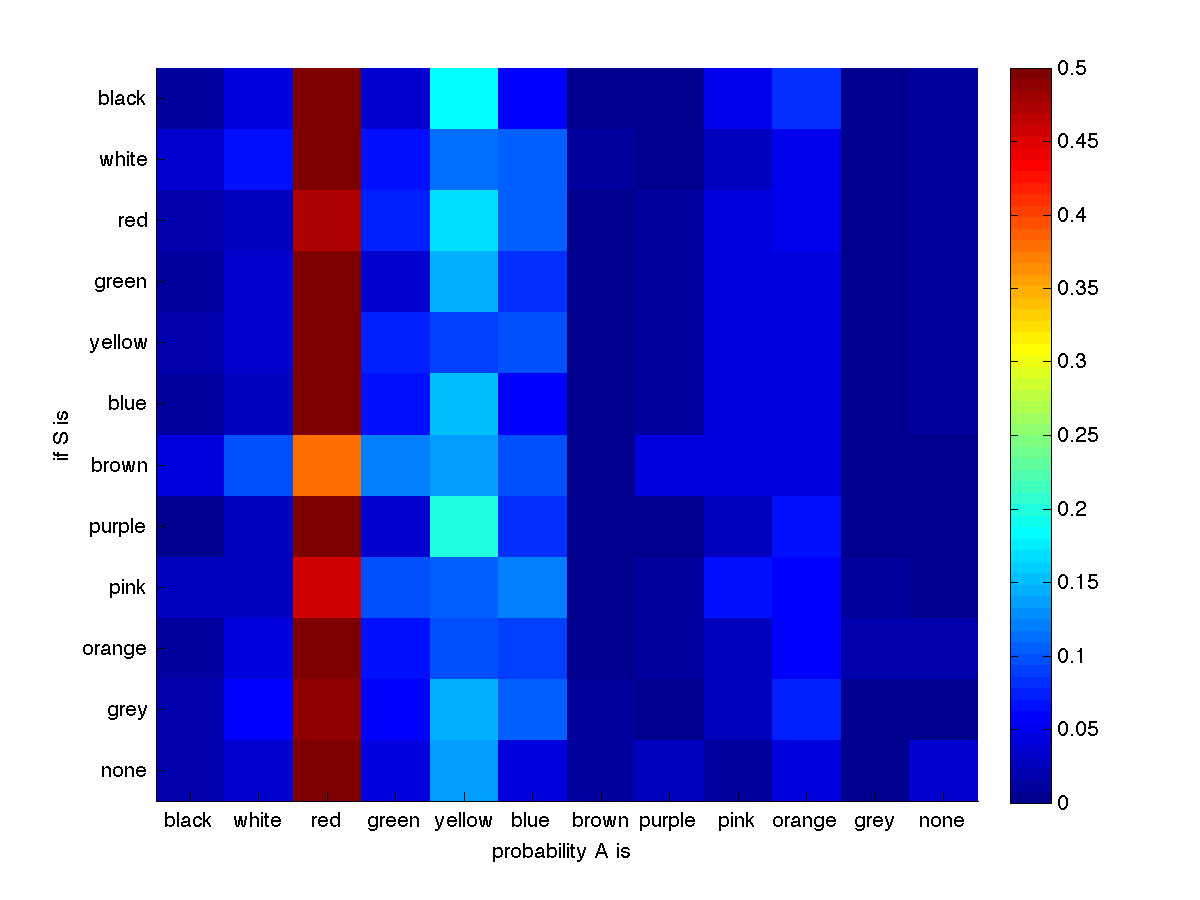 black
white
red
green
yellow
blue
brown
purple
pink
orange
grey
none
if S is
black white red green yellow blue brown purple pink orange grey none
probability A is
0.5
0.45
0.4
0.35
0.3
0.25
0.2
0.15
0.1
0.05
0